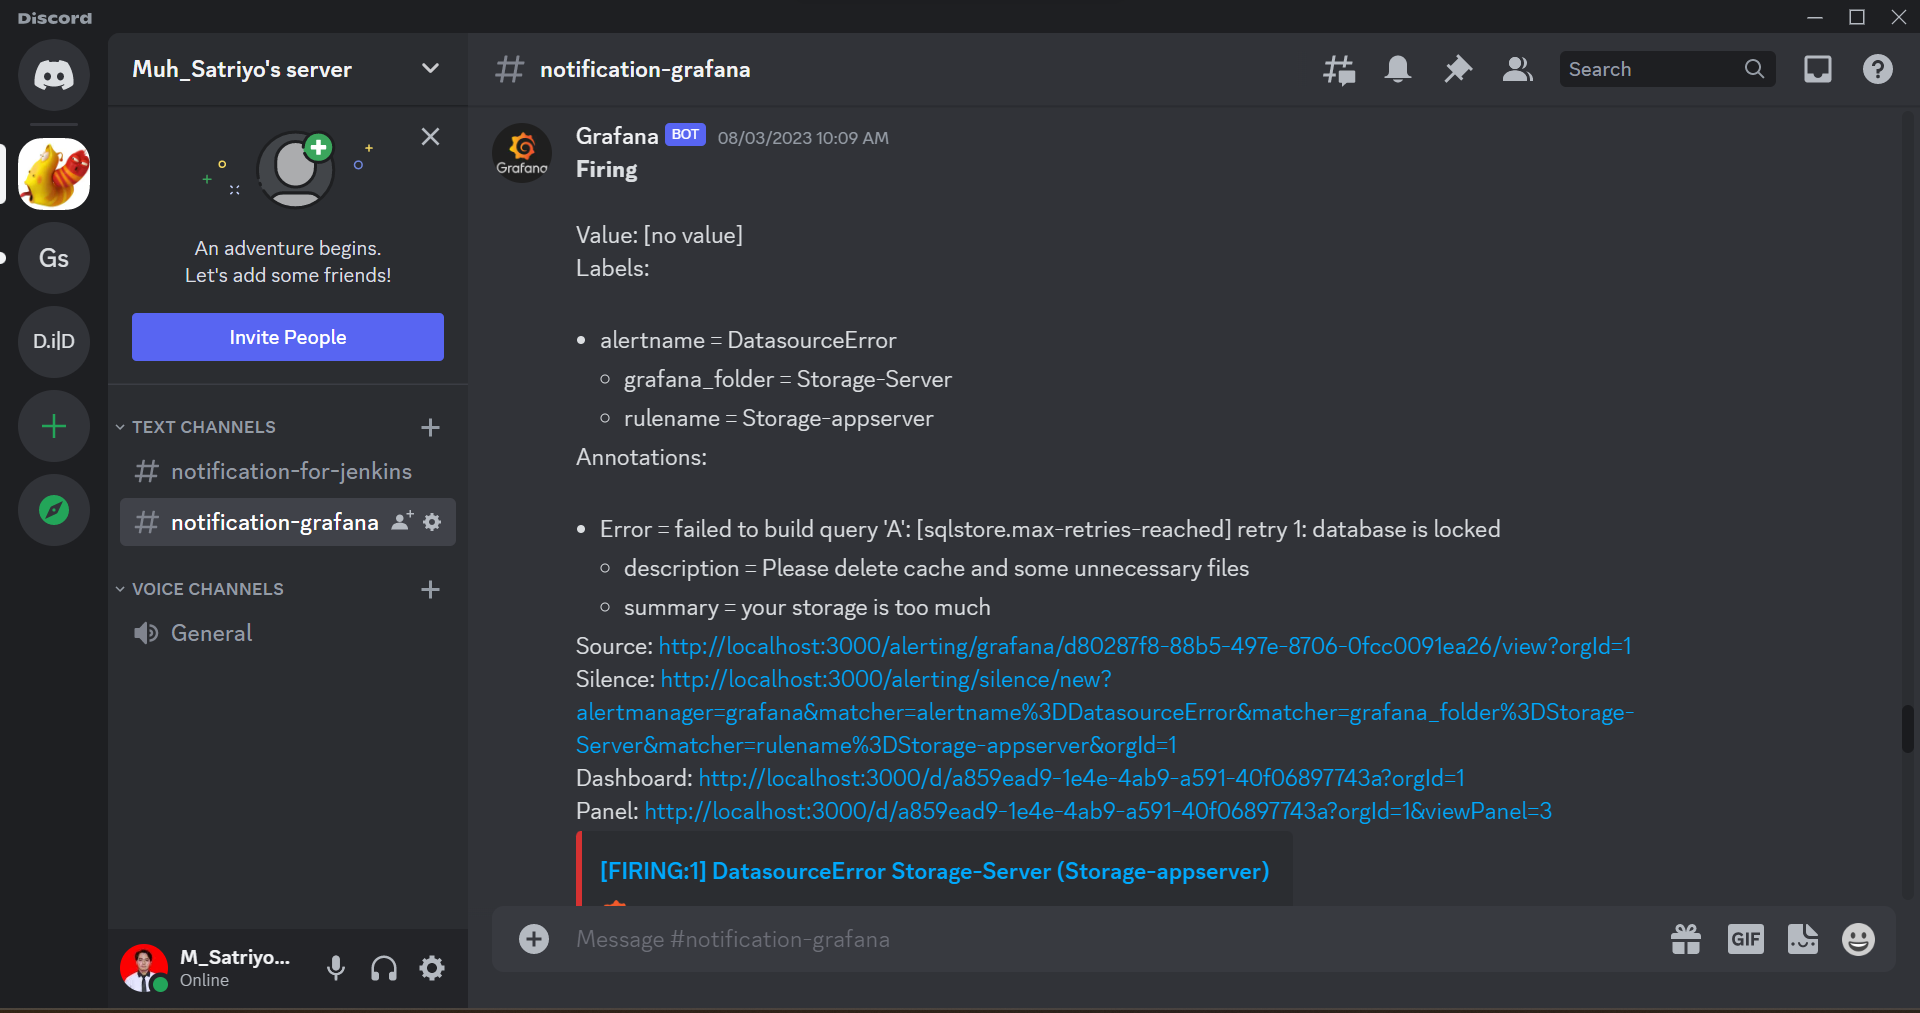 Discord
Muh_Satriyo's server
An adventure begins.
Let's add some friends!
Invite People
TEXT CHANNELS
notification-for-jenkins
notification-grafana
VOICE CHANNELS
General
Gs
D.i|D
M_Satriyo...
Online
notification-grafana
Search
Grafana
Grafana BOT 08/03/2023 10:09 AM
Firing
Value: [no value]
Labels:
• alertname = DatasourceError
◦ grafana_folder = Storage-Server
◦ rulename = Storage-appserver
Annotations:
• Error = failed to build query 'A': [sqlstore.max-retries-reached] retry 1: database is locked
◦ description = Please delete cache and some unnecessary files
◦ summary = your storage is too much
Source: http://localhost:3000/alerting/grafana/d80287f8-88b5-497e-8706-0fcc0091ea26/view?orgId=1
Silence: http://localhost:3000/alerting/silence/new?
alertmanager=grafana&matcher=alertname%3DDatasourceError&matcher=grafana_folder%3DStorage-
Server&matcher=rulename%3DStorage-appserver&orgId=1
Dashboard: http://localhost:3000/d/a859ead9-1e4e-4ab9-a591-40f06897743a?orgId=1
Panel: http://localhost:3000/d/a859ead9-1e4e-4ab9-a591-40f06897743a?orgId=1&viewPanel=3
[FIRING:1] DatasourceError Storage-Server (Storage-appserver)
Message #notification-grafana
GIF